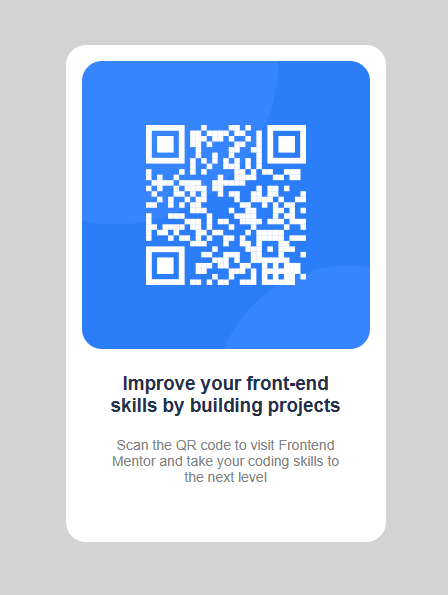 Improve your front-end
skills by building projects
Scan the QR code to visit Frontend
Mentor and take your coding skills to
the next level